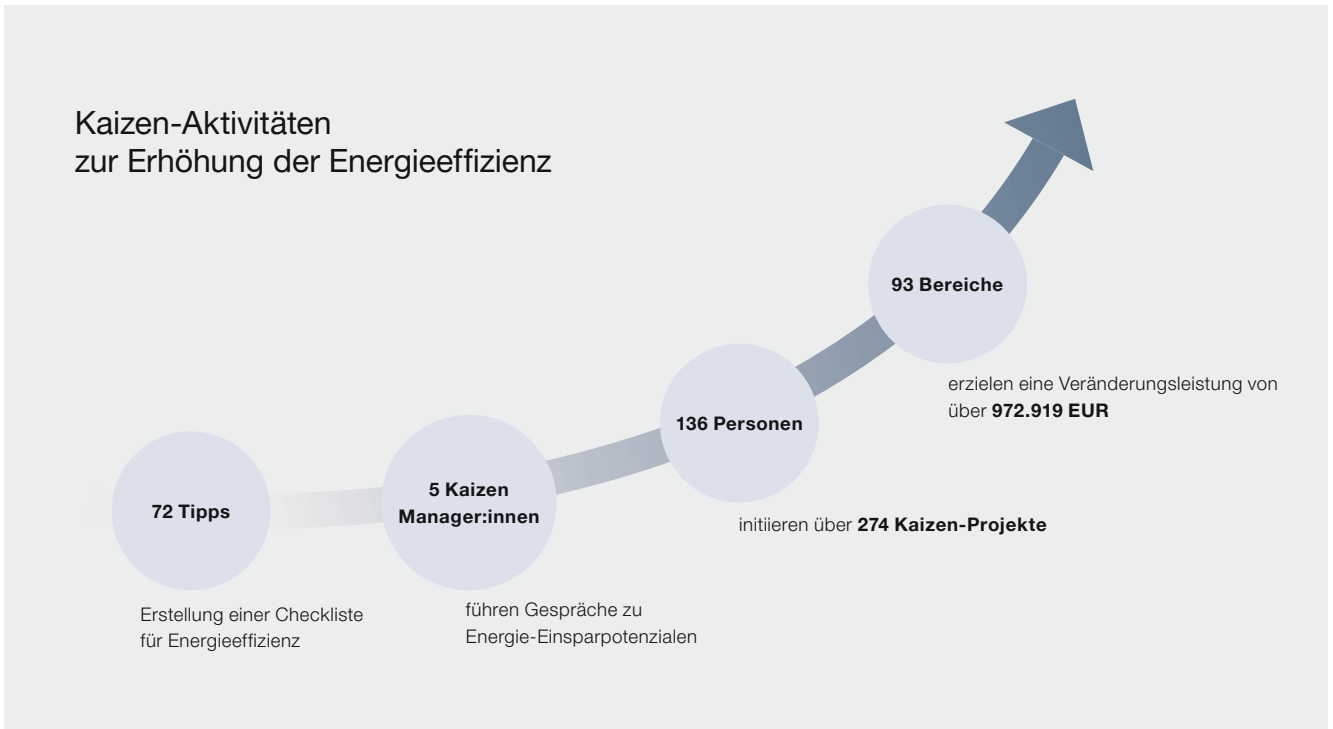 Kaizen-Aktivitäten
zur Erhöhung der Energieeffizienz
72 Tipps
Erstellung einer Checkliste
für Energieeffizienz
5 Kaizen
Manager:innen
führen Gespräche zu
Energie-Einsparpotenzialen
136 Personen
initiieren über 274 Kaizen-Projekte
93 Bereiche
erzielen eine Veränderungsleistung von
über 972.919 EUR